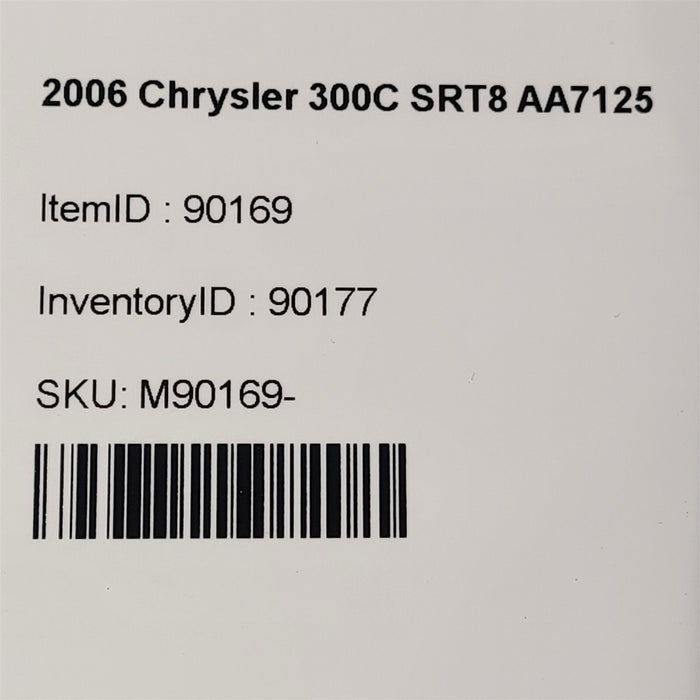 2006 Chrysler 300C SRT8 AA7125
ItemID : 90169
InventoryID : 90177
SKU: M90169-